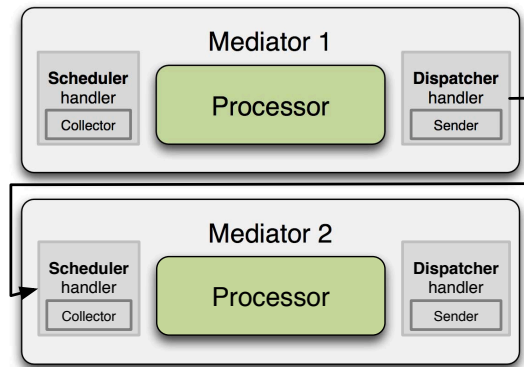 Mediator 1
Scheduler
handler
Collector
Processor
Dispatcher
handler
Sender
Mediator 2
Scheduler
handler
Collector
Processor
Dispatcher
handler
Sender